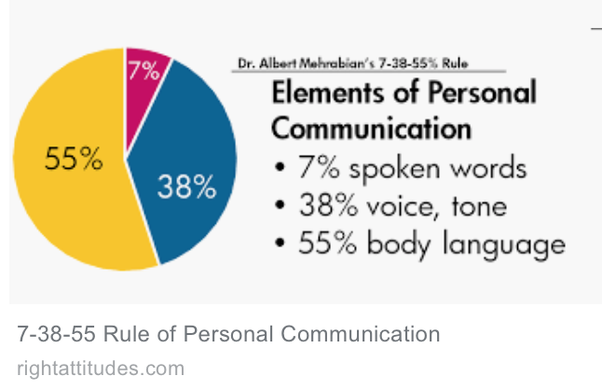 7%
Dr. Albert Mehrabian's 7-38-55% Rule
Elements of Personal
Communication
55%
• 7% spoken words
38%
• 38% voice, tone
• 55% body language
7-38-55 Rule of Personal Communication
rightattitudes.com